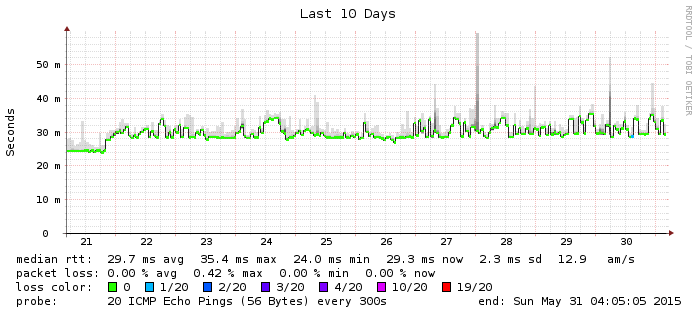 Last 10 Days
RRDTOOL / TOBI OETIKER
Seconds
50 m
40 m
30 m
20 m
10 m
0
21 22 23 24 25 26 27 28 29 30
median rtt: 29.7 ms avg 35.4 ms max 24.0 ms min 29.3 ms now 2.3 ms sd 12.9 am/s
packet loss: 0.00 % avg 0.42 % max 0.00 % min 0.00 % now
loss color: 0 1/20 2/20 3/20 4/20 10/20 19/20
probe: 20 ICMP Echo Pings (56 Bytes) every 300s end: Sun May 31 04:05:05 2015